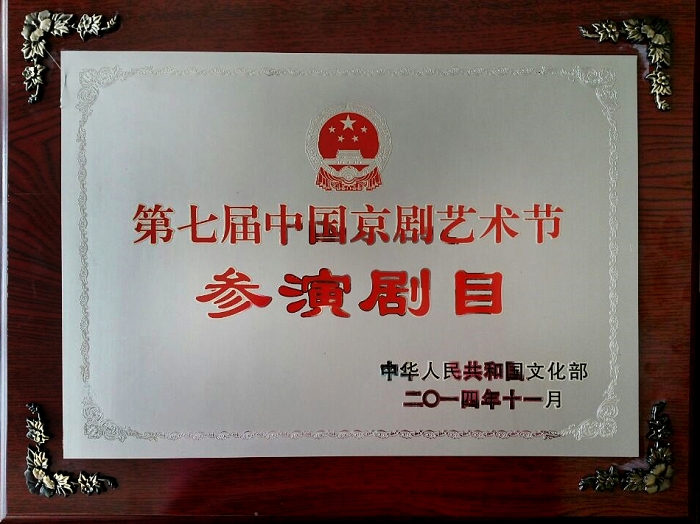 第七届中国京剧艺术节
参演剧目
中华人民共和国文化部
二〇一四年十一月